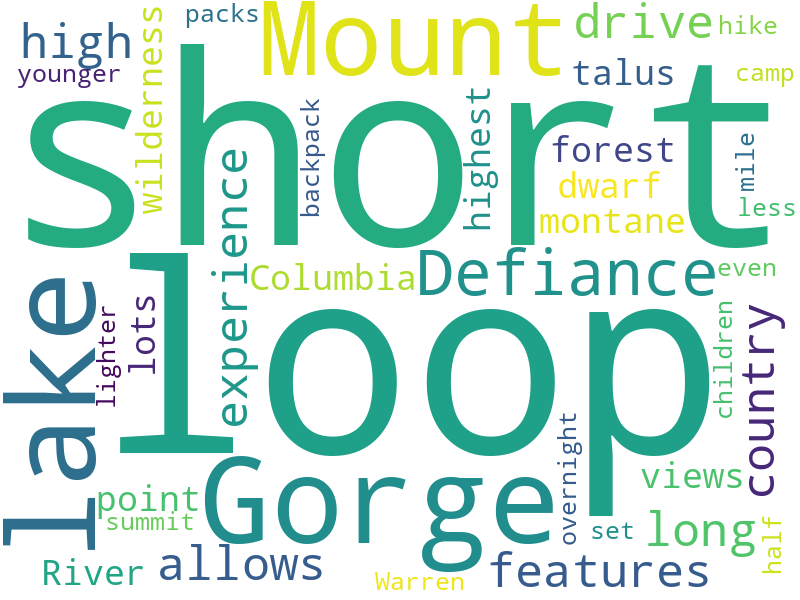 packs
Mount
drive
hike
high
younger
wilderness
talus
camp
short
backpack
highest
forest
mile
dwarf
less
montane
experience
Columbia
Defiance
even
loop
lake
lots
lighter
children
country
Gorge
overnight
views
point
summit
set
long
half
River
allows
Warren
features